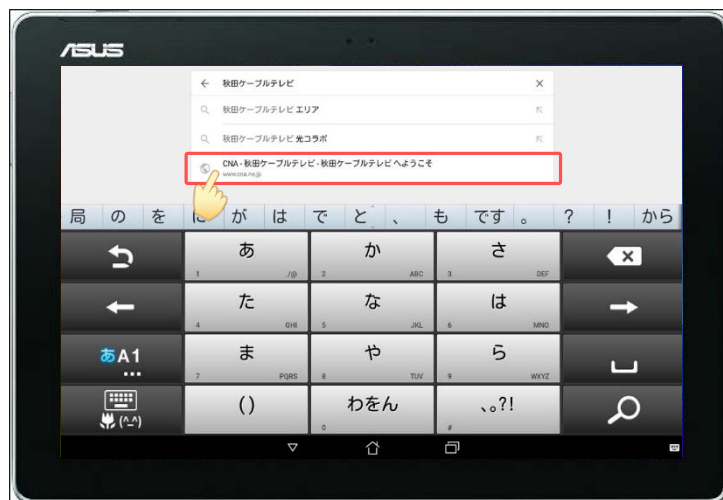 ASUS
秋田ケーブルテレビ
秋田ケーブルテレビ エリア
秋田ケーブルテレビ 光コラボ
CNA - 秋田ケーブルテレビ - 秋田ケーブルテレビ へようこそ
www.cna.ne.jp
局 の を に が は で と 、 も です 。 ? ! から
あ か さ
1 /@ 2 ABC 3 DEF
た な は
4 GHI 5 JKL 6 MNO
あA1 ま や ら
7 PQRS 8 TUV 9 WXYZ
(^_^) () わをん 、。?!
0 #